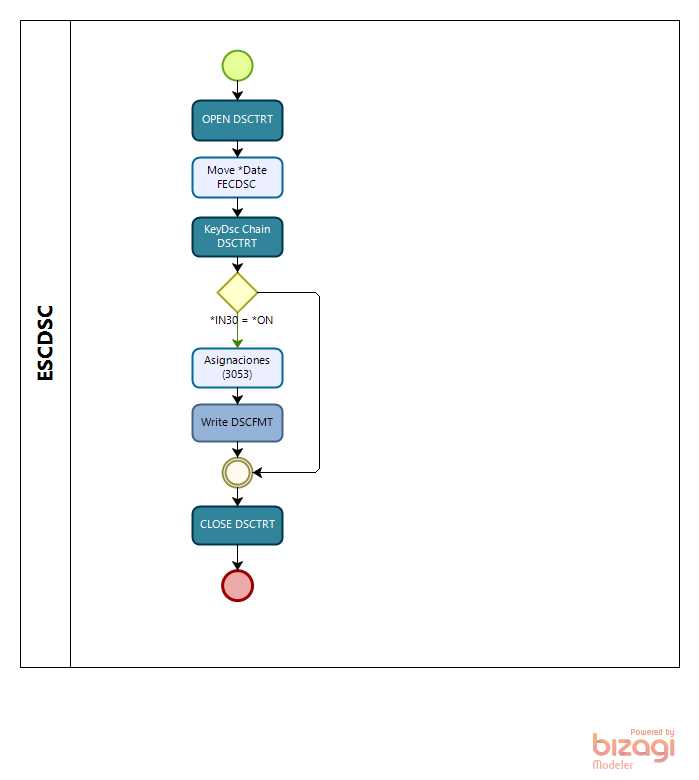 ESCDSC
OPEN DSCTRT
Move *Date
FECDSC
KeyDsc Chain
DSCTRT
*IN30 = *ON
Asignaciones
(3053)
Write DSCFMT
CLOSE DSCTRT
Powered by
bizagi
Modeler